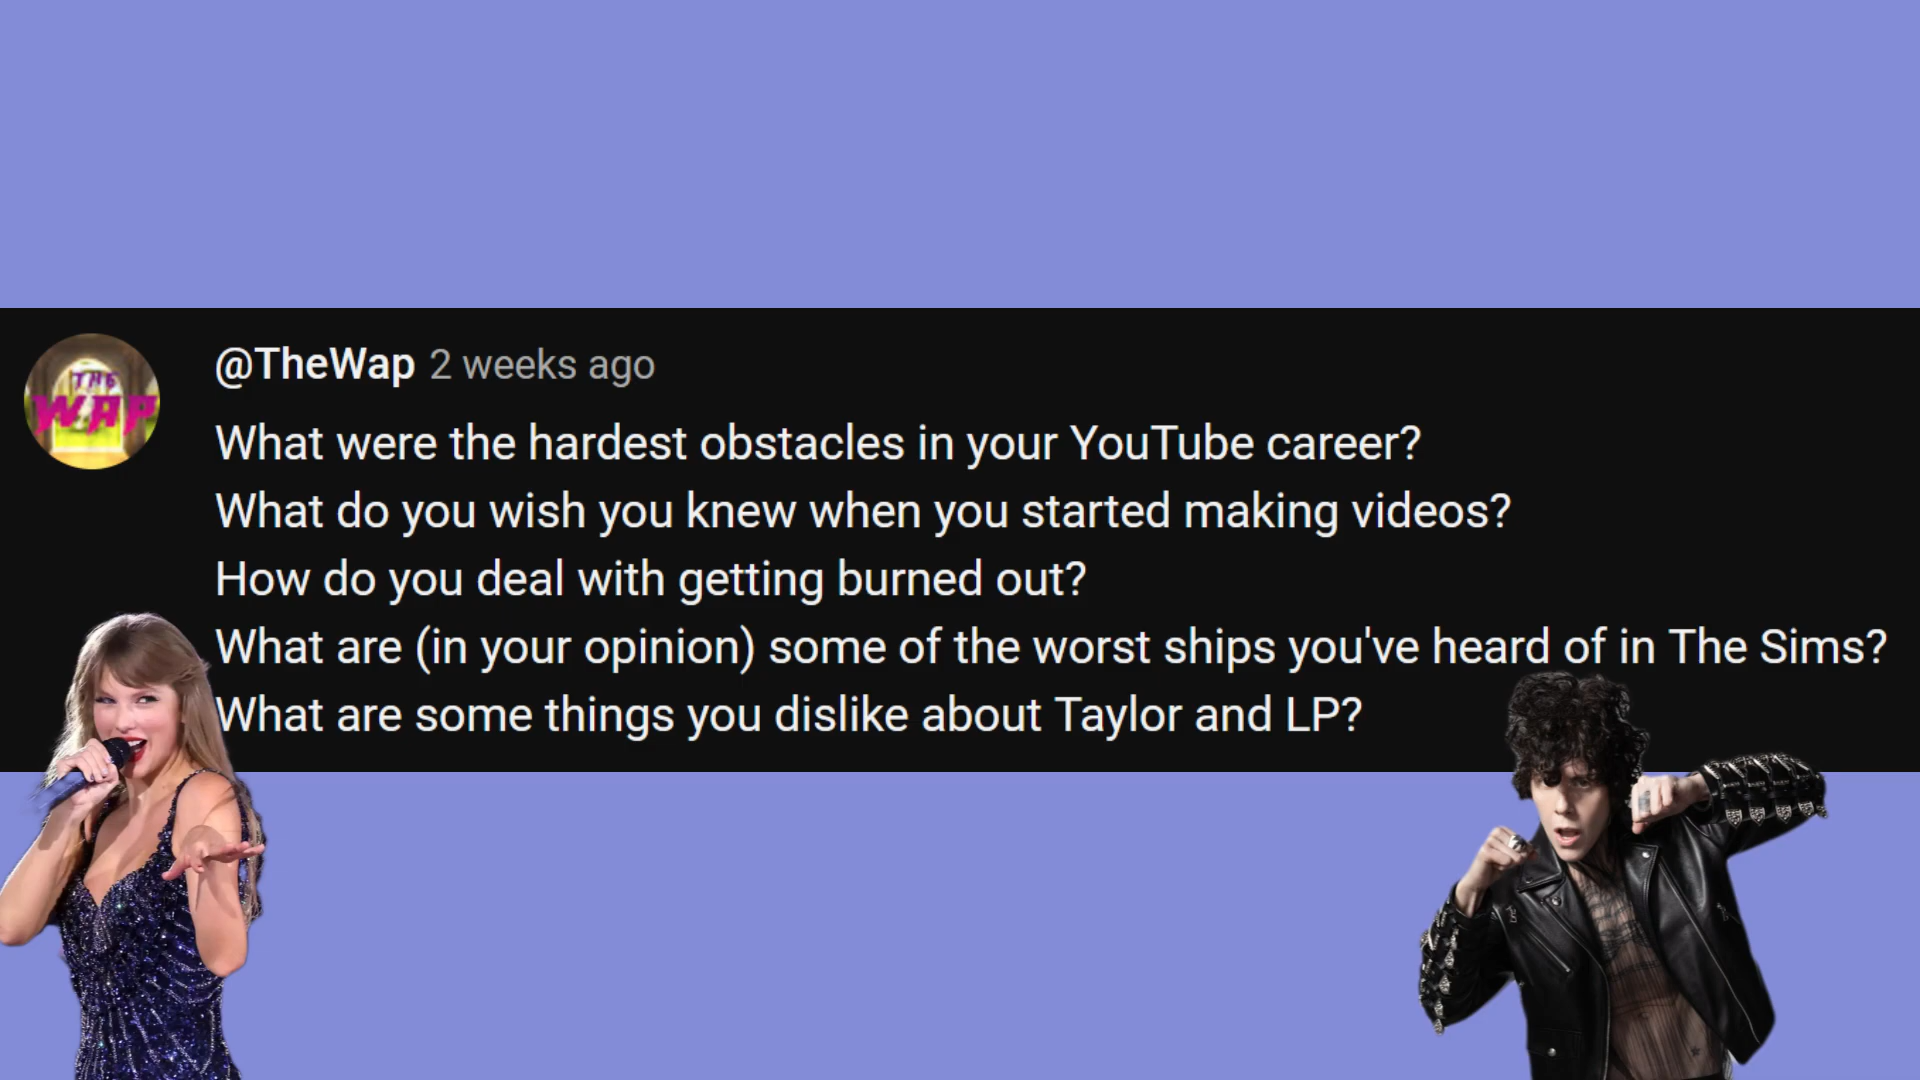 THE
WAP
@TheWap 2 weeks ago
What were the hardest obstacles in your YouTube career?
What do you wish you knew when you started making videos?
How do you deal with getting burned out?
What are (in your opinion) some of the worst ships you've heard of in The Sims?
What are some things you dislike about Taylor and LP?